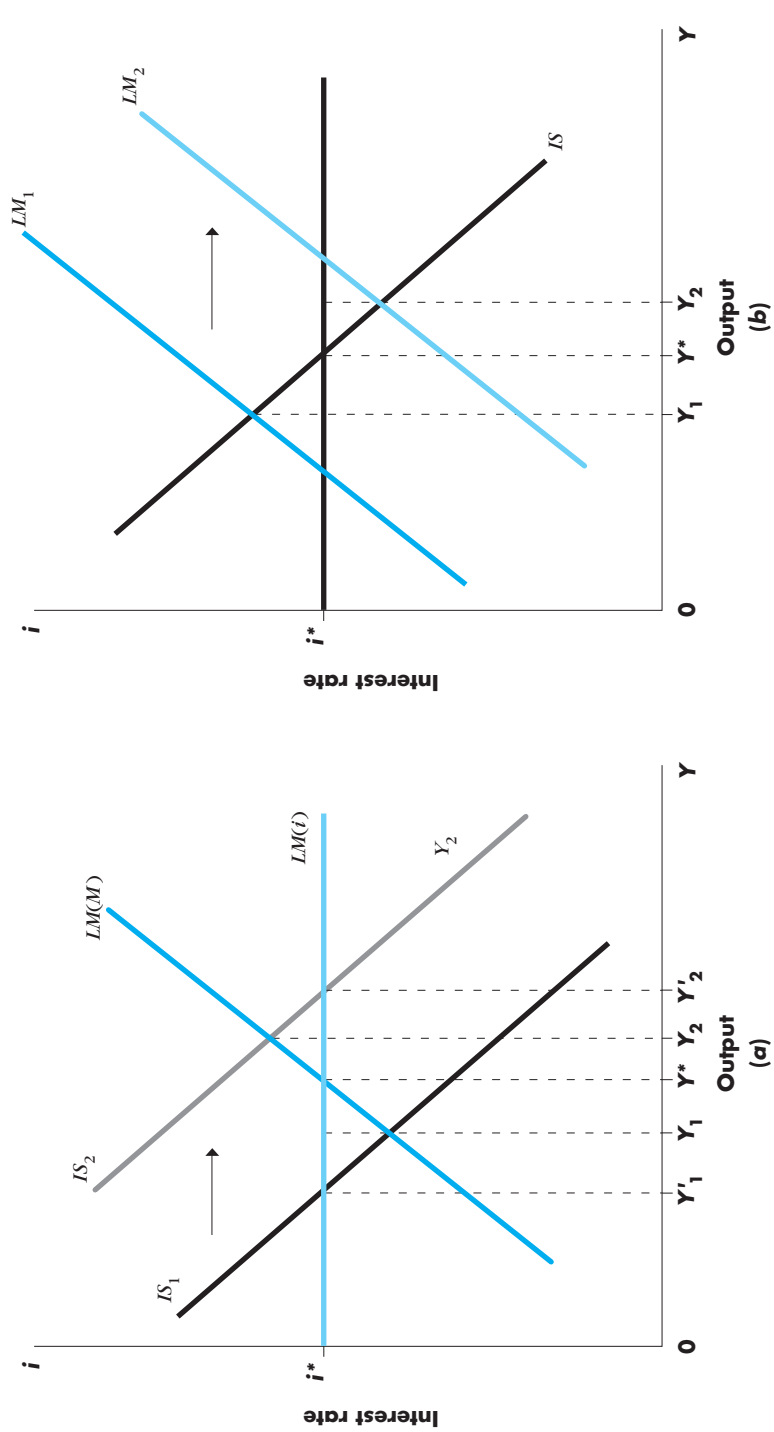 i
Interest rate
i*
IS₁
IS₂
LM(M)
LM(i)
Y₂
0
Y′₁
Y₁
Y*
Y₂
Y′₂
Y
Output
(a)
i
Interest rate
i*
LM₁
LM₂
IS
0
Y₁
Y*
Y₂
Y
Output
(b)